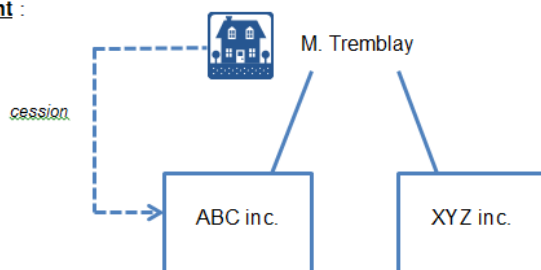 nt :
M. Tremblay
cession
ABC inc.
XYZ inc.